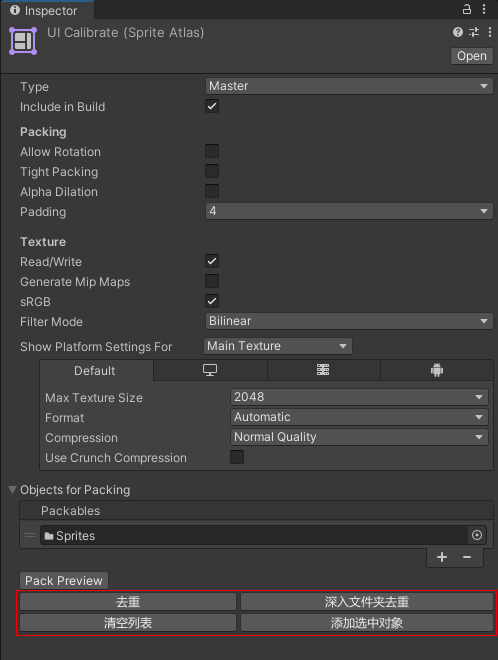 Inspector
UI Calibrate (Sprite Atlas)
Open
Type Master
Include in Build
Packing
Allow Rotation
Tight Packing
Alpha Dilation
Padding 4
Texture
Read/Write
Generate Mip Maps
sRGB
Filter Mode Bilinear
Show Platform Settings For Main Texture
Default
Max Texture Size 2048
Format Automatic
Compression Normal Quality
Use Crunch Compression
Objects for Packing
Packables
Sprites
Pack Preview
去重 深入文件夹去重
清空列表 添加选中对象